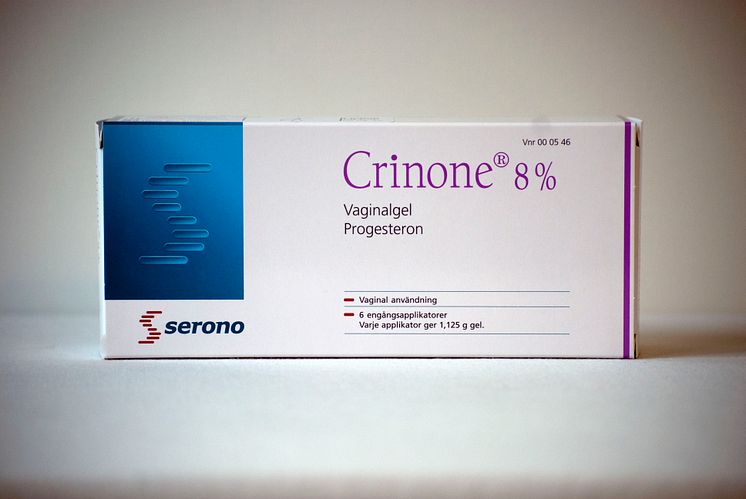 Vnr 00 05 46
Crinone® 8%
Vaginalgel
Progesteron
Vaginal användning
6 engångsapplikatorer
Varje applikator ger 1,125 g gel.
serono